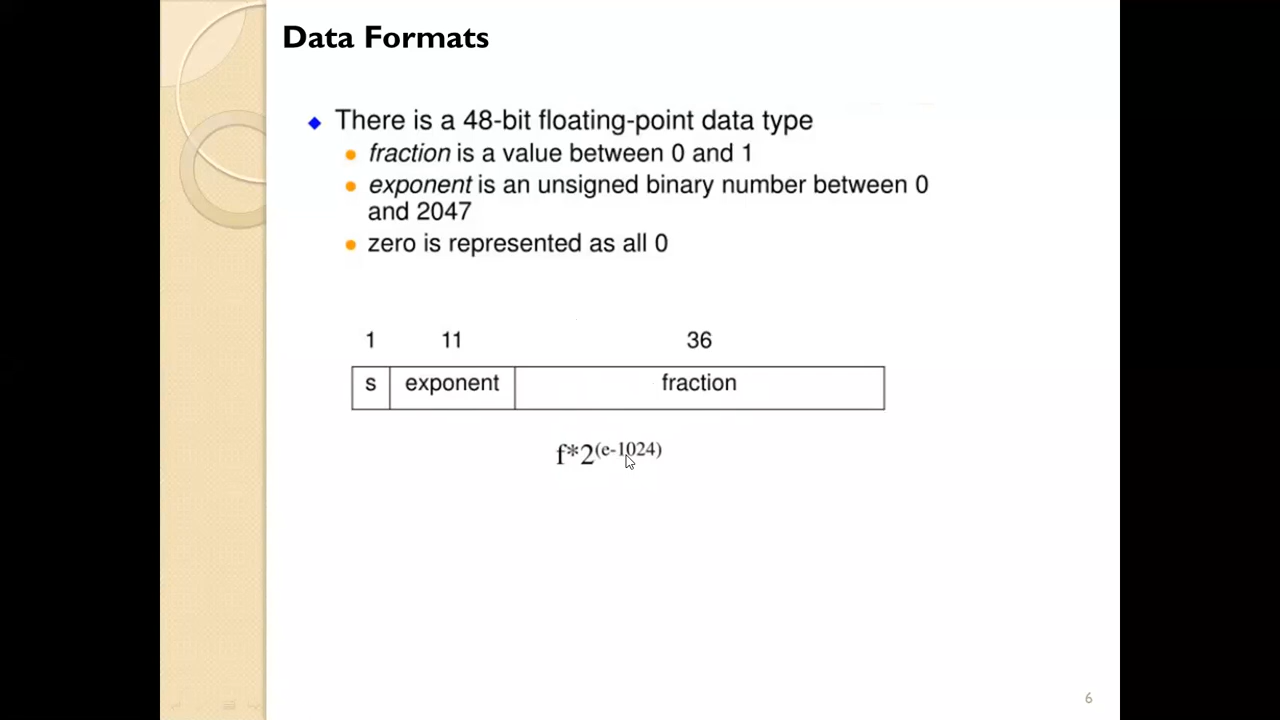 Data Formats
There is a 48-bit floating-point data type
fraction is a value between 0 and 1
exponent is an unsigned binary number between 0
and 2047
zero is represented as all 0
1 11 36
s exponent fraction
f*2(e-1024)
6